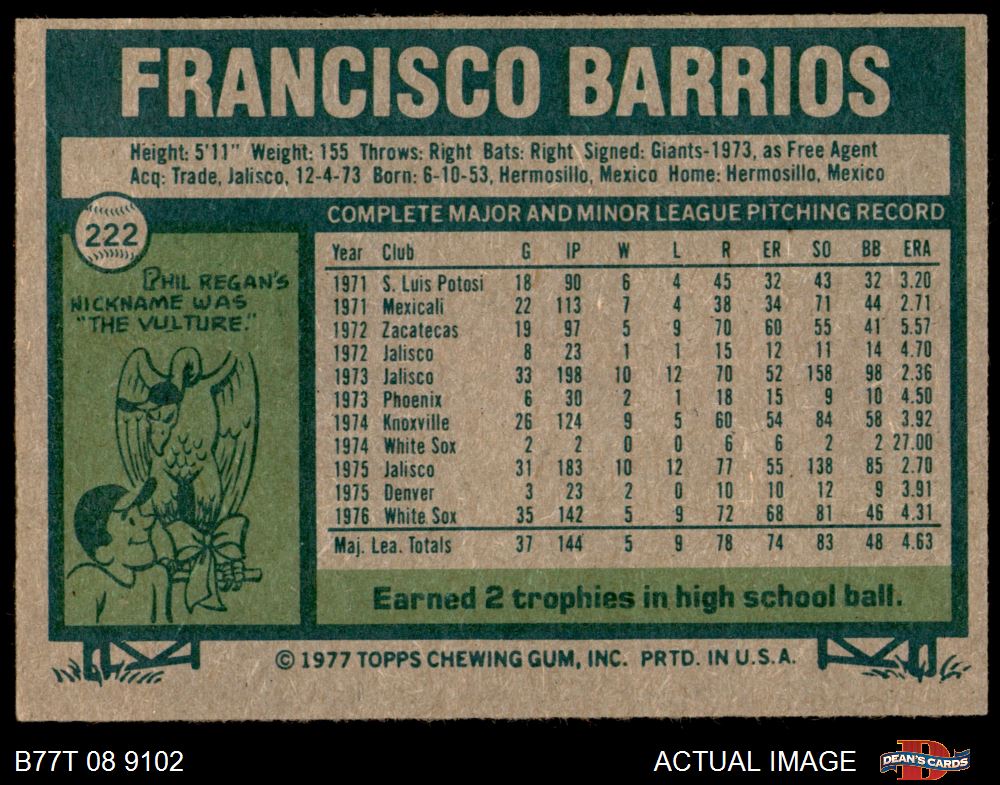 FRANCISCO BARRIOS
Height: 5'11" Weight: 155 Throws: Right Bats: Right Signed: Giants-1973, as Free Agent
Acq: Trade, Jalisco, 12-4-73 Born: 6-10-53, Hermosillo, Mexico Home: Hermosillo, Mexico
222
PHIL REGAN'S
NICKNAME WAS
"THE VULTURE."
COMPLETE MAJOR AND MINOR LEAGUE PITCHING RECORD
Year Club G IP W L R ER SO BB ERA
1971 S. Luis Potosi 18 90 6 4 45 32 43 32 3.20
1971 Mexicali 22 113 7 4 38 34 71 44 2.71
1972 Zacatecas 19 97 5 9 70 60 55 41 5.57
1972 Jalisco 8 23 1 1 15 12 11 14 4.70
1973 Jalisco 33 198 10 12 70 52 158 98 2.36
1973 Phoenix 6 30 2 1 18 15 9 10 4.50
1974 Knoxville 26 124 9 5 60 54 84 58 3.92
1974 White Sox 2 2 0 0 6 6 2 2 27.00
1975 Jalisco 31 183 10 12 77 55 138 85 2.70
1975 Denver 3 23 2 0 10 10 12 9 3.91
1976 White Sox 35 142 5 9 72 68 81 46 4.31
Maj. Lea. Totals 37 144 5 9 78 74 83 48 4.63
Earned 2 trophies in high school ball.
© 1977 TOPPS CHEWING GUM, INC. PRTD. IN U.S.A.
B77T 08 9102
ACTUAL IMAGE
DEAN'S CARDS